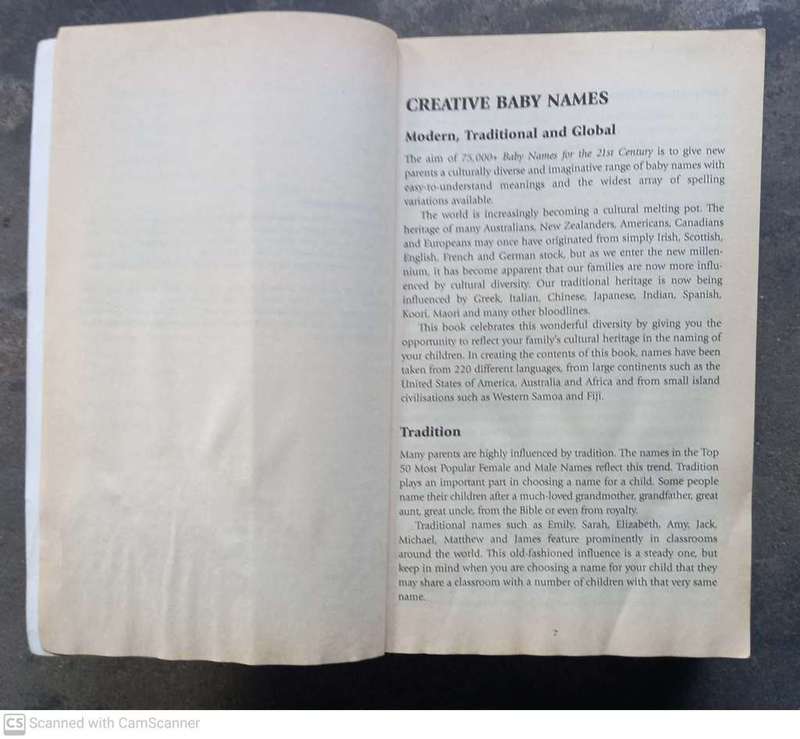 CREATIVE BABY NAMES
Modern, Traditional and Global
The aim of 75,000+ Baby Names for the 21st Century is to give new
parents a culturally diverse and imaginative range of baby names with
easy-to-understand meanings and the widest array of spelling
variations available.
The world is increasingly becoming a cultural melting pot. The
heritage of many Australians, New Zealanders, Americans, Canadians
and Europeans may once have originated from simply Irish, Scottish,
English, French and German stock, but as we enter the new millen-
nium, it has become apparent that our families are now more influ-
enced by cultural diversity. Our traditional heritage is now being
influenced by Greek, Italian, Chinese, Japanese, Indian, Spanish,
Koori, Maori and many other bloodlines.
This book celebrates this wonderful diversity by giving you the
opportunity to reflect your family's cultural heritage in the naming of
your children. In creating the contents of this book, names have been
taken from 220 different languages, from large continents such as the
United States of America, Australia and Africa and from small island
civilisations such as Western Samoa and Fiji.
Tradition
Many parents are highly influenced by tradition. The names in the Top
50 Most Popular Female and Male Names reflect this trend. Tradition
plays an important part in choosing a name for a child. Some people
name their children after a much-loved grandmother, grandfather, great
aunt, great uncle, from the Bible or even from royalty.
Traditional names such as Emily, Sarah, Elizabeth, Amy, Jack,
Michael, Matthew and James feature prominently in classrooms
around the world. This old-fashioned influence is a steady one, but
keep in mind when you are choosing a name for your child that they
may share a classroom with a number of children with that very same
name.
CS Scanned with CamScanner